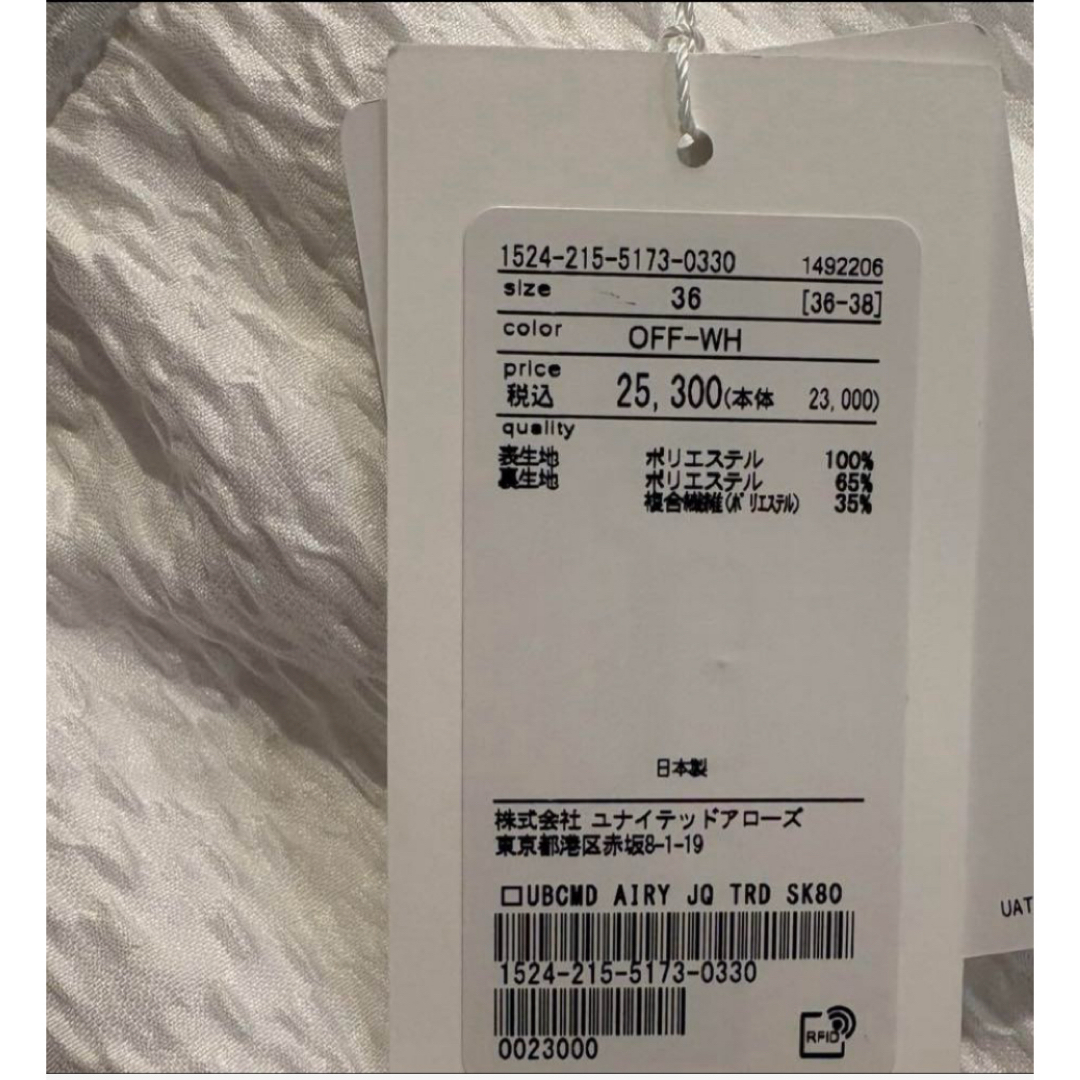 1524-215-5173-0330 1492206
size 36 [36-38]
color OFF-WH
price
税込 25,300(本体 23,000)
quality
表生地 ポリエステル 100%
裏生地 ポリエステル 65%
複合繊維(ポリエステル) 35%
日本製
株式会社 ユナイテッドアローズ
東京都港区赤坂8-1-19
□UBCMD AIRY JQ TRD SK80
UAT
1524-215-5173-0330
0023000
RFID